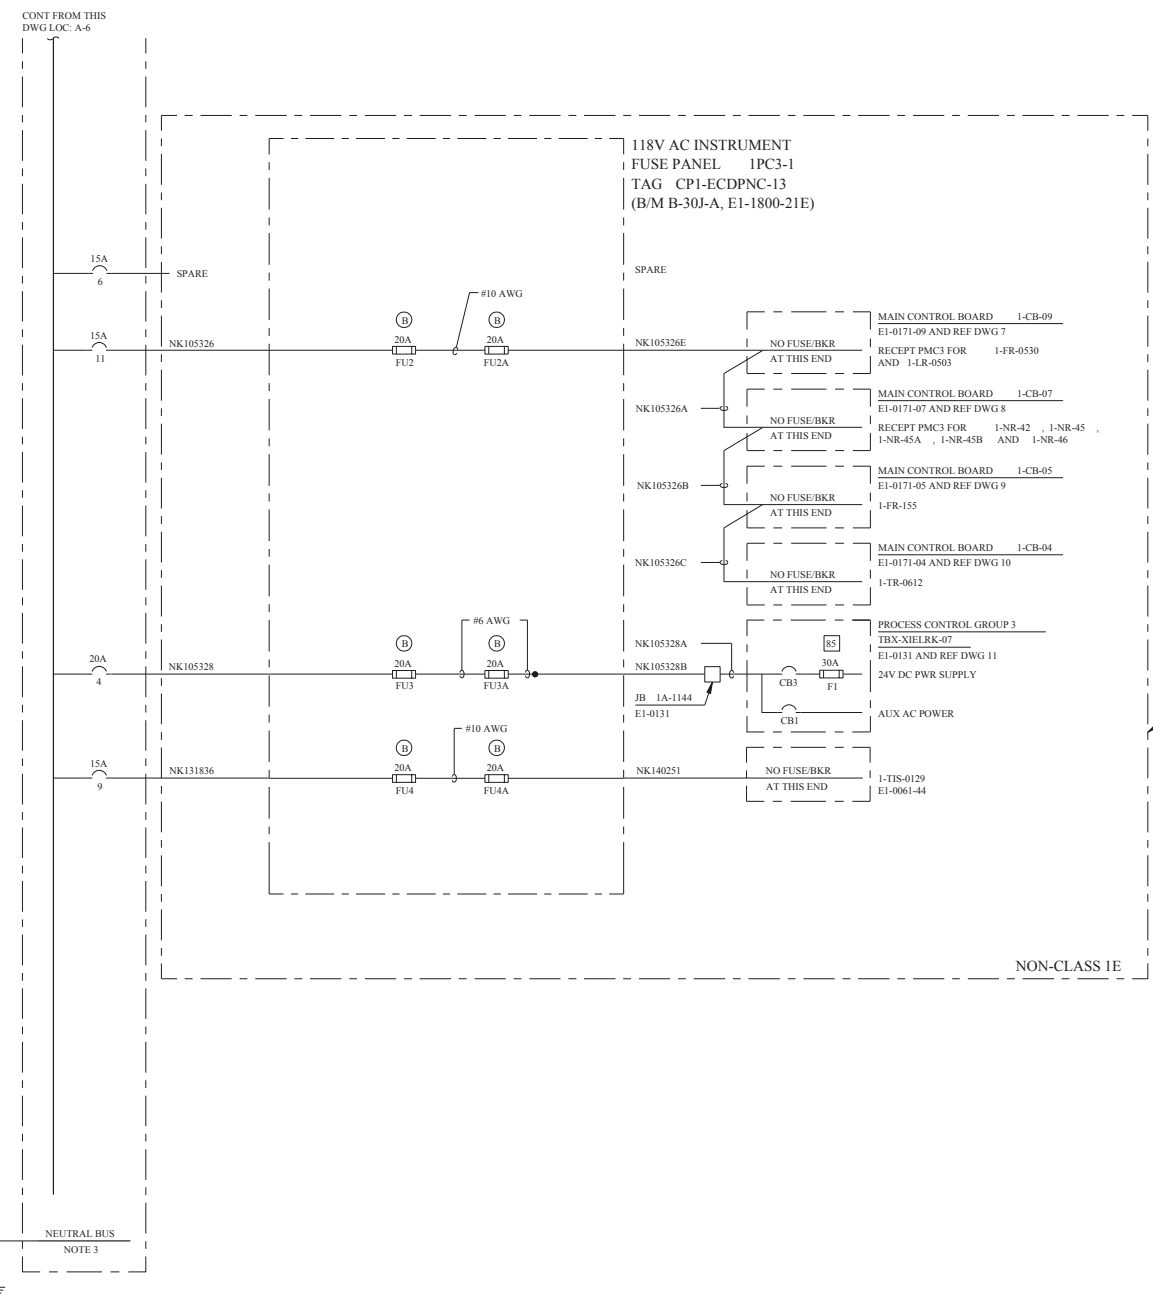 CONT FROM THIS
DWG LOC: A-6
118V AC INSTRUMENT
FUSE PANEL 1PC3-1
TAG CP1-ECDPNC-13
(B/M B-30J-A, E1-1800-21E)
15A
6
SPARE
SPARE
#10 AWG
15A
11
NK105326
B
20A
FU2
B
20A
FU2A
NK105326E
NO FUSE/BKR
AT THIS END
MAIN CONTROL BOARD 1-CB-09
E1-0171-09 AND REF DWG 7
RECEPT PMC3 FOR 1-FR-0530
AND 1-LR-0503
NK105326A
NO FUSE/BKR
AT THIS END
MAIN CONTROL BOARD 1-CB-07
E1-0171-07 AND REF DWG 8
RECEPT PMC3 FOR 1-NR-42 , 1-NR-45 ,
1-NR-45A , 1-NR-45B AND 1-NR-46
NK105326B
NO FUSE/BKR
AT THIS END
MAIN CONTROL BOARD 1-CB-05
E1-0171-05 AND REF DWG 9
1-FR-155
NK105326C
NO FUSE/BKR
AT THIS END
MAIN CONTROL BOARD 1-CB-04
E1-0171-04 AND REF DWG 10
1-TR-0612
#6 AWG
20A
4
NK105328
B
20A
FU3
B
20A
FU3A
NK105328A
NK105328B
JB 1A-1144
E1-0131
CB3
85
30A
F1
CB1
PROCESS CONTROL GROUP 3
TBX-XIELRK-07
E1-0131 AND REF DWG 11
24V DC PWR SUPPLY
AUX AC POWER
#10 AWG
15A
9
NK131836
B
20A
FU4
B
20A
FU4A
NK140251
NO FUSE/BKR
AT THIS END
1-TIS-0129
E1-0061-44
NON-CLASS 1E
NEUTRAL BUS
NOTE 3